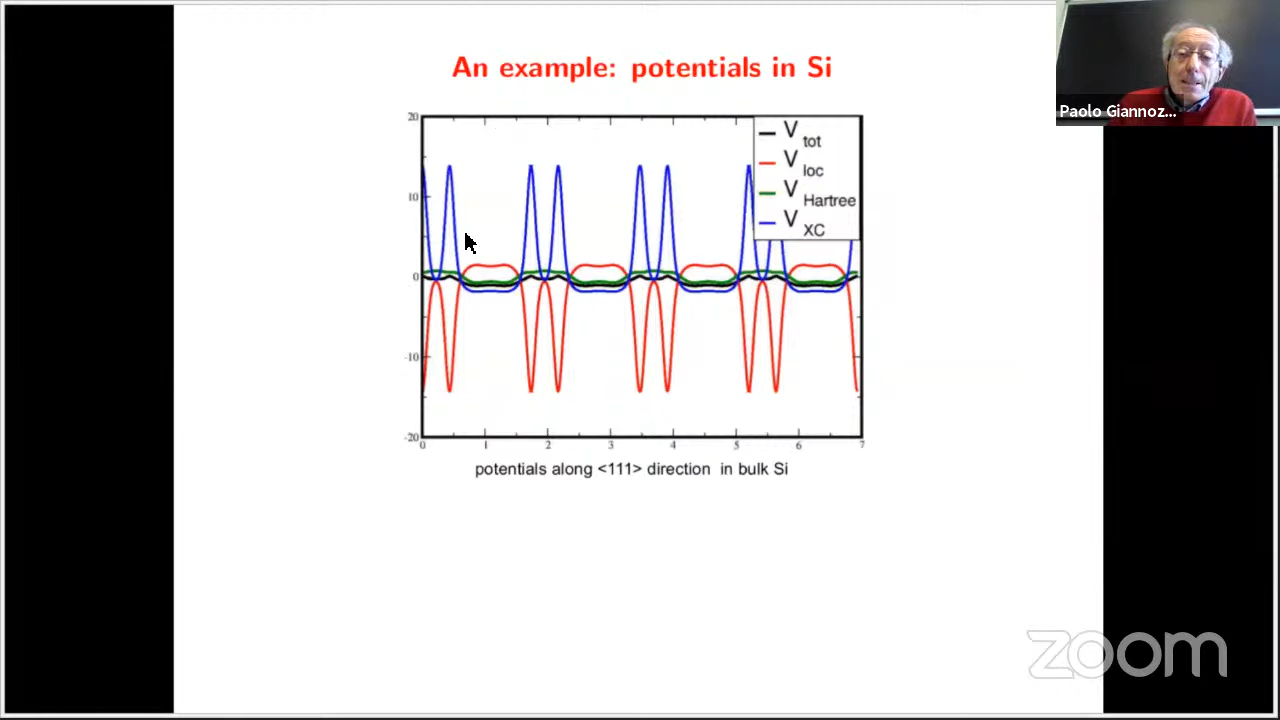 An example: potentials in Si
Paolo Giannoz...
20
10
0
-10
-20
0 1 2 3 4 5 6 7
V tot
V loc
V Hartree
V XC
potentials along <111> direction in bulk Si
zoom